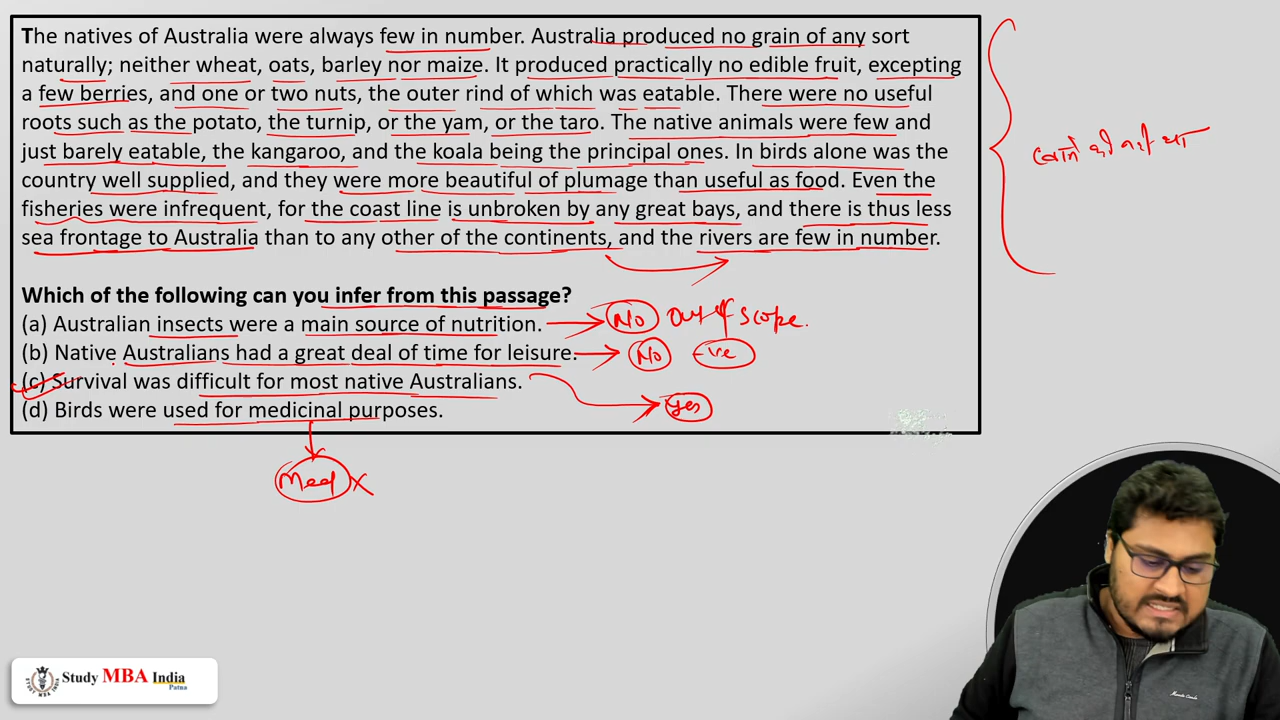 The natives of Australia were always few in number. Australia produced no grain of any sort
naturally; neither wheat, oats, barley nor maize. It produced practically no edible fruit, excepting
a few berries, and one or two nuts, the outer rind of which was eatable. There were no useful
roots such as the potato, the turnip, or the yam, or the taro. The native animals were few and
just barely eatable, the kangaroo, and the koala being the principal ones. In birds alone was the
country well supplied, and they were more beautiful of plumage than useful as food. Even the
fisheries were infrequent, for the coast line is unbroken by any great bays, and there is thus less
sea frontage to Australia than to any other of the continents, and the rivers are few in number.
Which of the following can you infer from this passage?
(a) Australian insects were a main source of nutrition. No out of scope.
(b) Native Australians had a great deal of time for leisure. No -ve
(c) Survival was difficult for most native Australians. Yes
(d) Birds were used for medicinal purposes.
Med x
Study MBA India
Patna